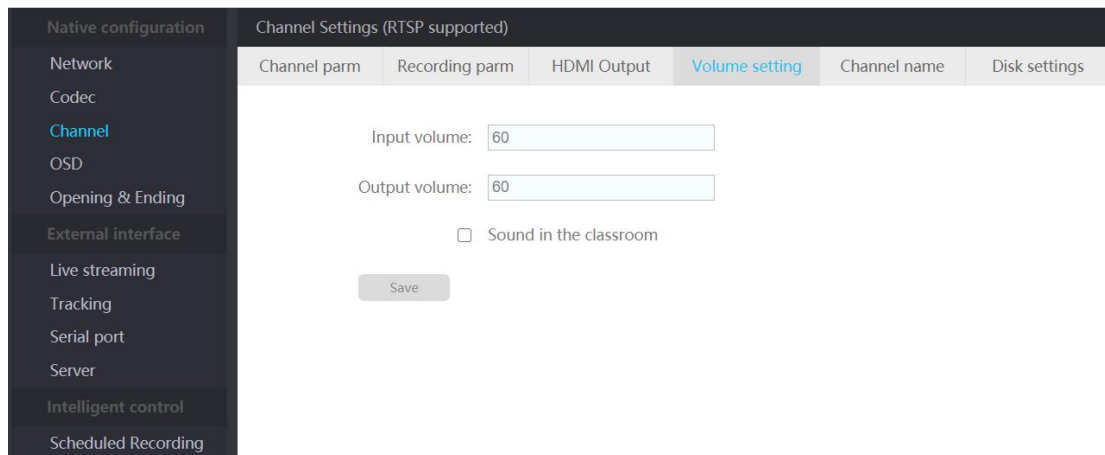 Native configuration
Network
Codec
Channel
OSD
Opening & Ending
External interface
Live streaming
Tracking
Serial port
Server
Intelligent control
Scheduled Recording
Channel Settings (RTSP supported)
Channel parm Recording parm HDMI Output Volume setting Channel name Disk settings
Input volume: 60
Output volume: 60
Sound in the classroom
Save